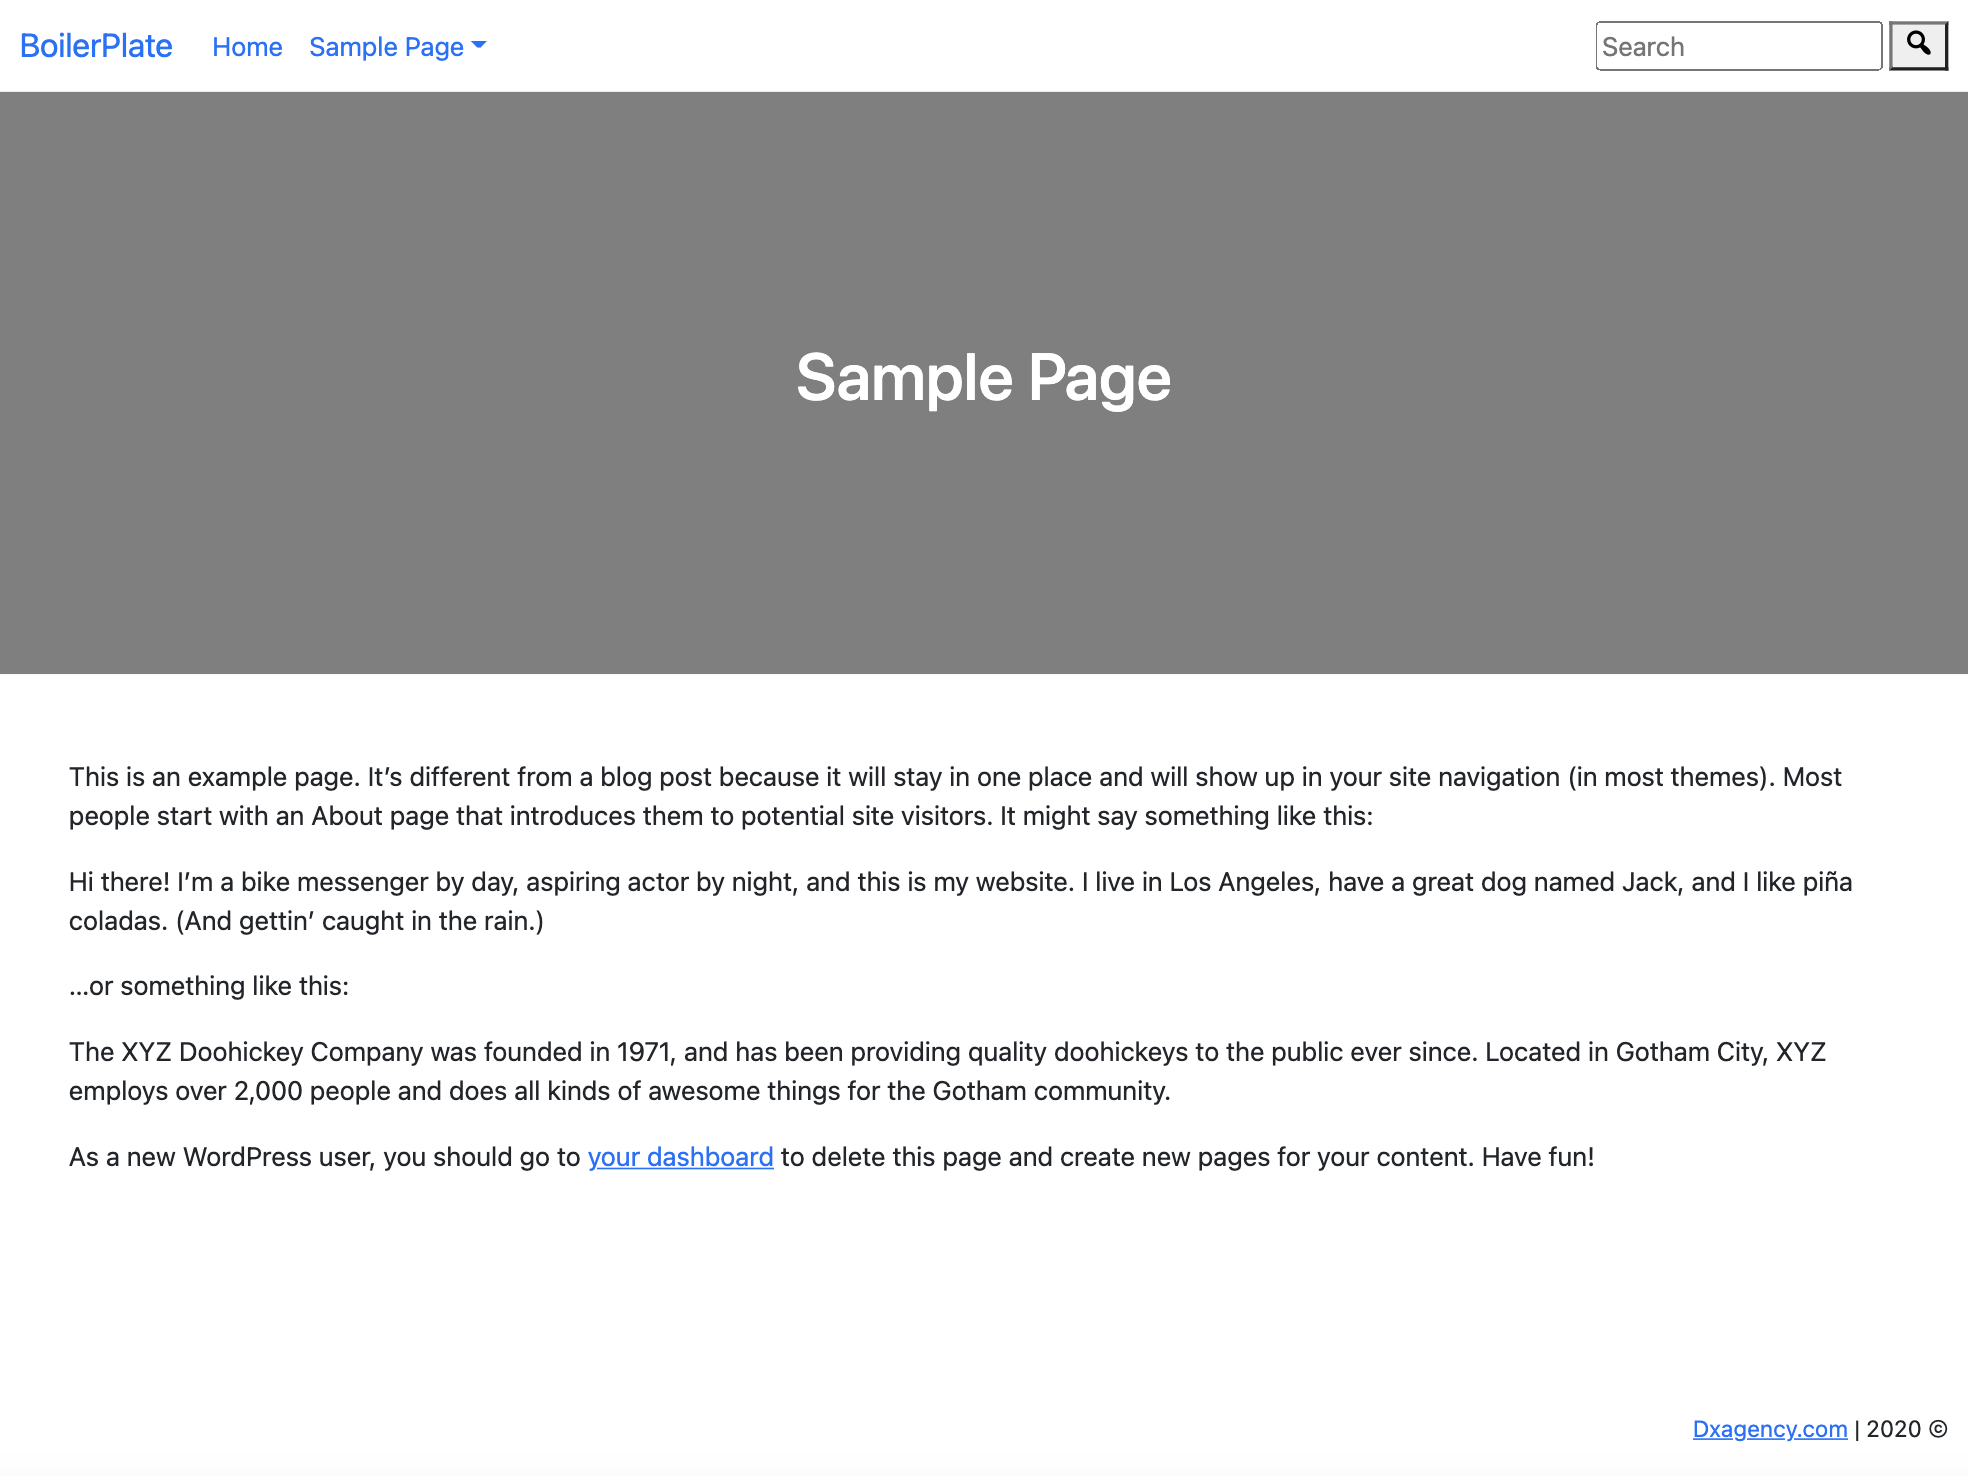 BoilerPlate Home Sample Page Search
Sample Page
This is an example page. It’s different from a blog post because it will stay in one place and will show up in your site navigation (in most themes). Most
people start with an About page that introduces them to potential site visitors. It might say something like this:
Hi there! I’m a bike messenger by day, aspiring actor by night, and this is my website. I live in Los Angeles, have a great dog named Jack, and I like piña
coladas. (And gettin’ caught in the rain.)
…or something like this:
The XYZ Doohickey Company was founded in 1971, and has been providing quality doohickeys to the public ever since. Located in Gotham City, XYZ
employs over 2,000 people and does all kinds of awesome things for the Gotham community.
As a new WordPress user, you should go to your dashboard to delete this page and create new pages for your content. Have fun!
Dxagency.com | 2020 ©